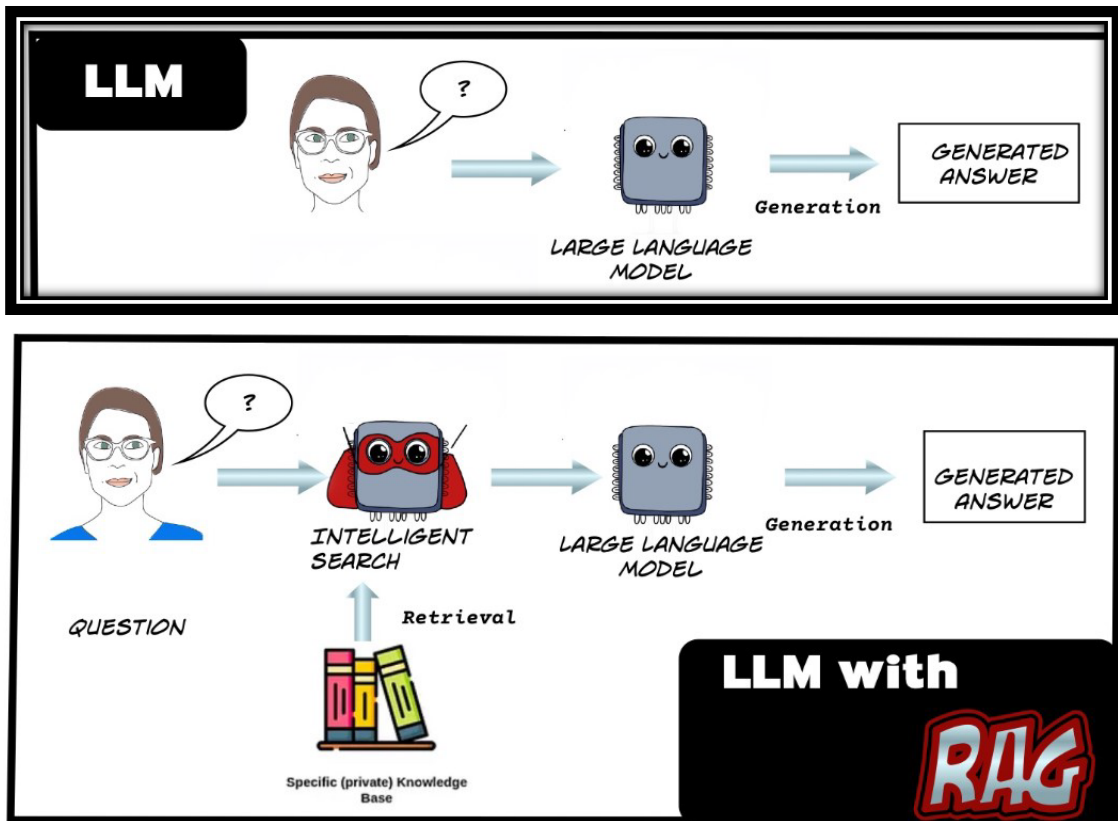 LLM
?
LARGE LANGUAGE
MODEL
Generation
GENERATED
ANSWER
?
QUESTION
INTELLIGENT
SEARCH
Retrieval
Specific (private) Knowledge
Base
LARGE LANGUAGE
MODEL
Generation
GENERATED
ANSWER
LLM with
RAG